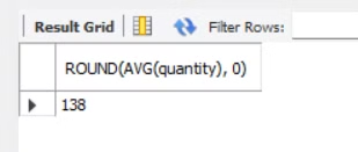 Result Grid Filter Rows:
ROUND(AVG(quantity), 0)
138